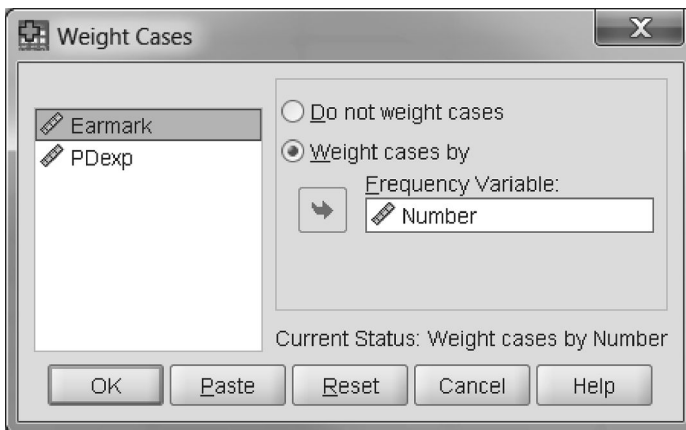 Weight Cases
X
Earmark
PDexp
Do not weight cases
Weight cases by
Frequency Variable:
Number
Current Status: Weight cases by Number
OK Paste Reset Cancel Help